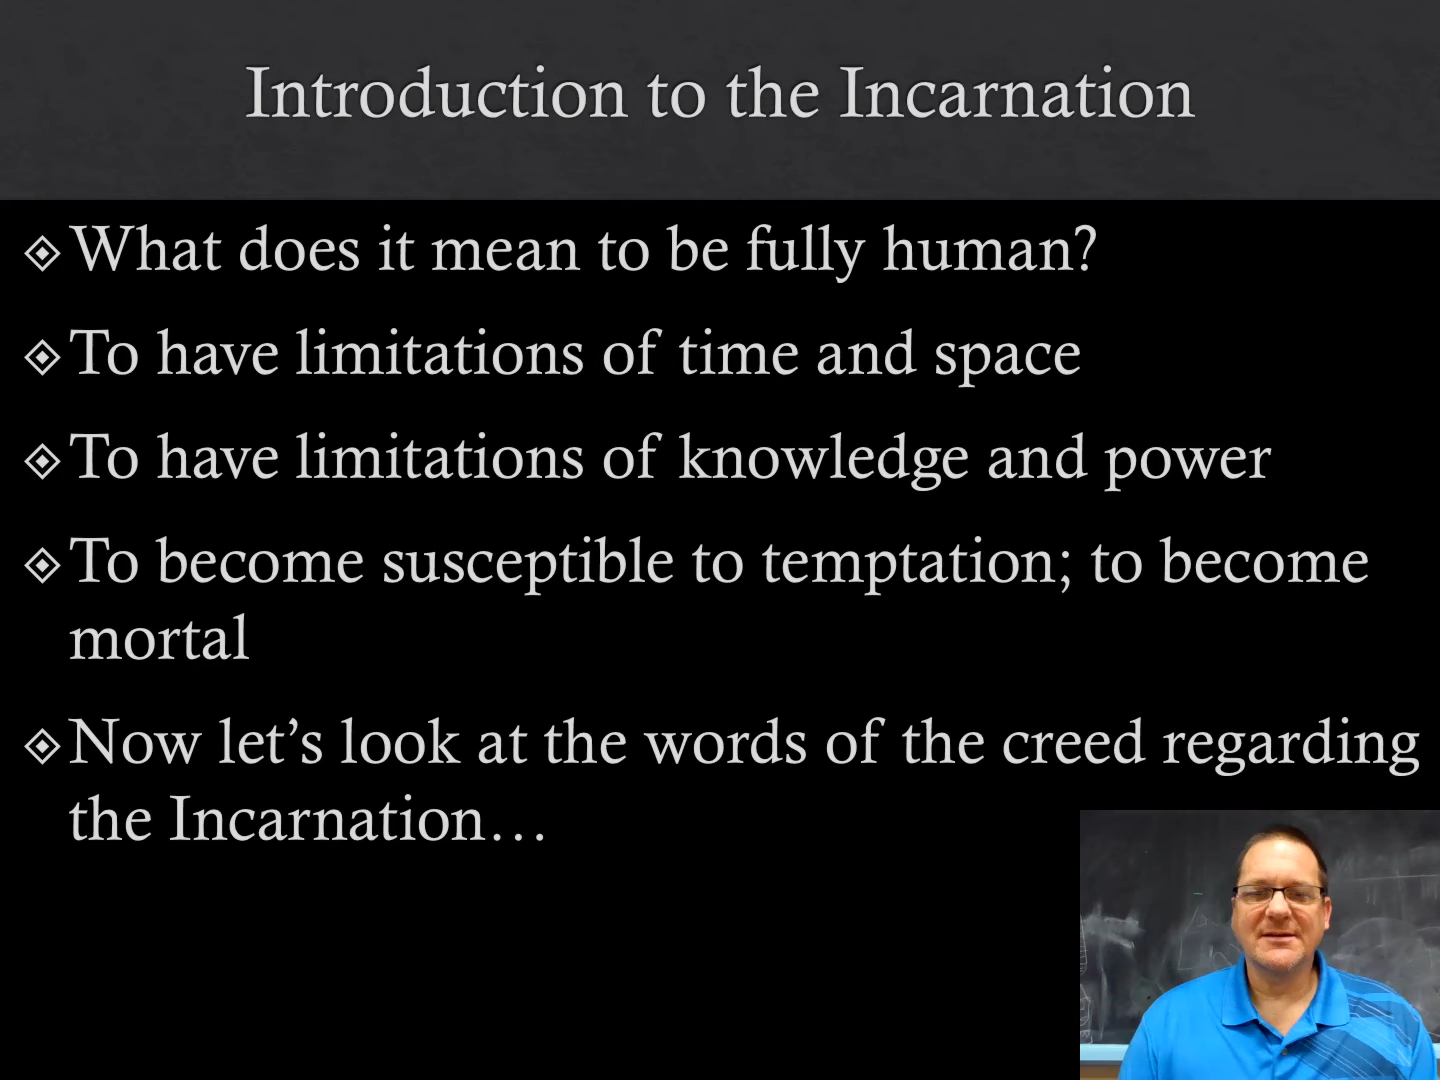 Introduction to the Incarnation
What does it mean to be fully human?
To have limitations of time and space
To have limitations of knowledge and power
To become susceptible to temptation; to become
mortal
Now let’s look at the words of the creed regarding
the Incarnation…